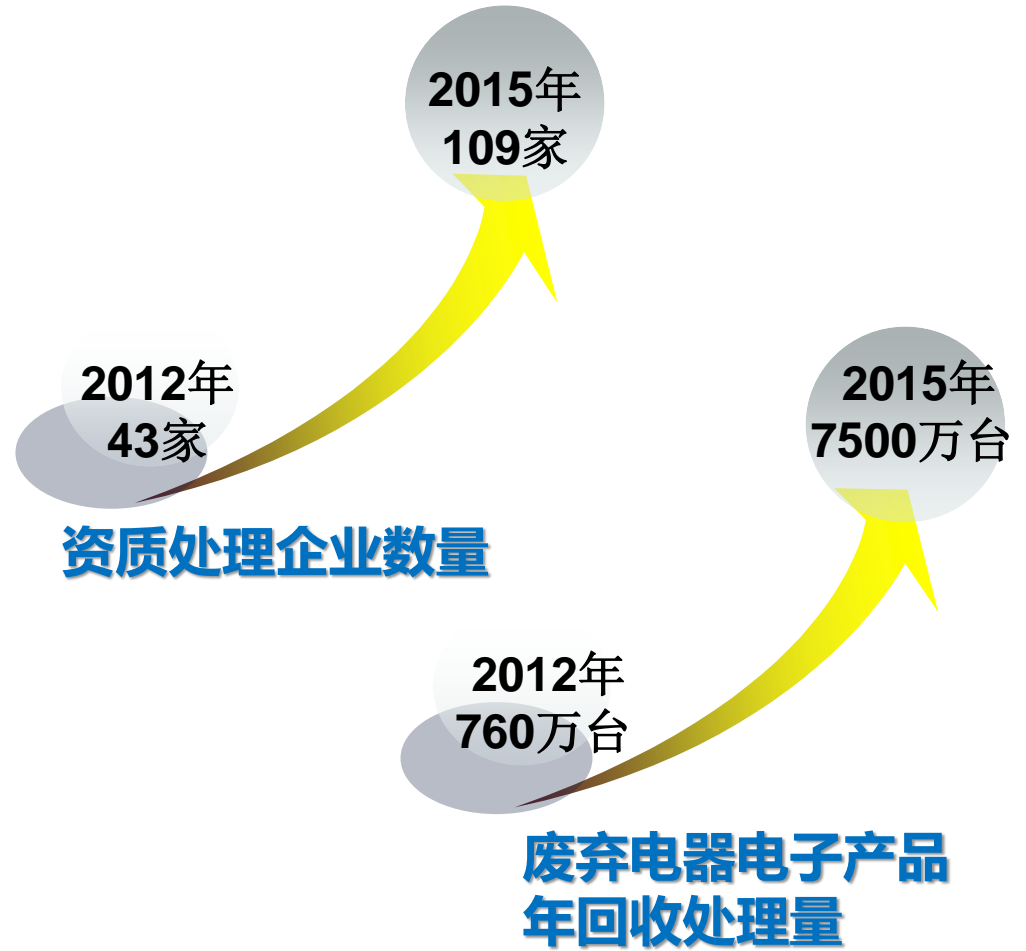 2015年
109家
2012年
43家
资质处理企业数量
2015年
7500万台
2012年
760万台
废弃电器电子产品
年回收处理量